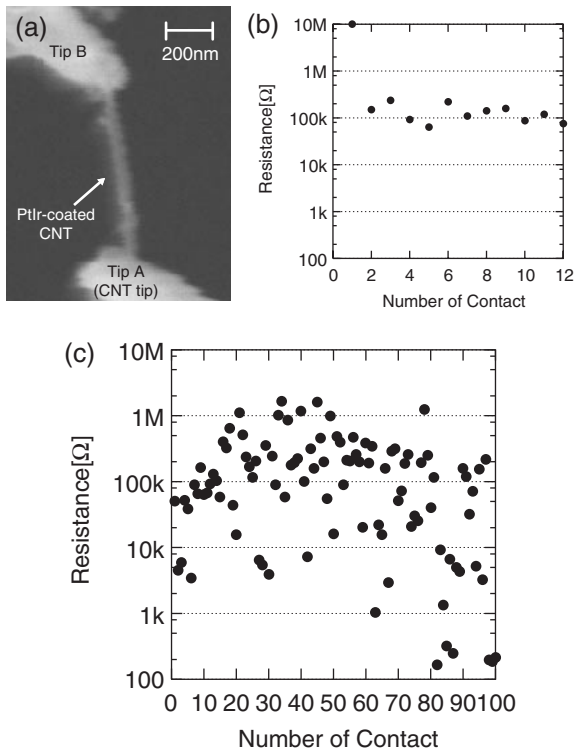 (a)
Tip B
200nm
PtIr-coated
CNT
Tip A
(CNT tip)
(b)
10M
1M
100k
10k
1k
100
0 2 4 6 8 10 12
Resistance[Ω]
Number of Contact
(c)
10M
1M
100k
10k
1k
100
0 10 20 30 40 50 60 70 80 90 100
Resistance[Ω]
Number of Contact